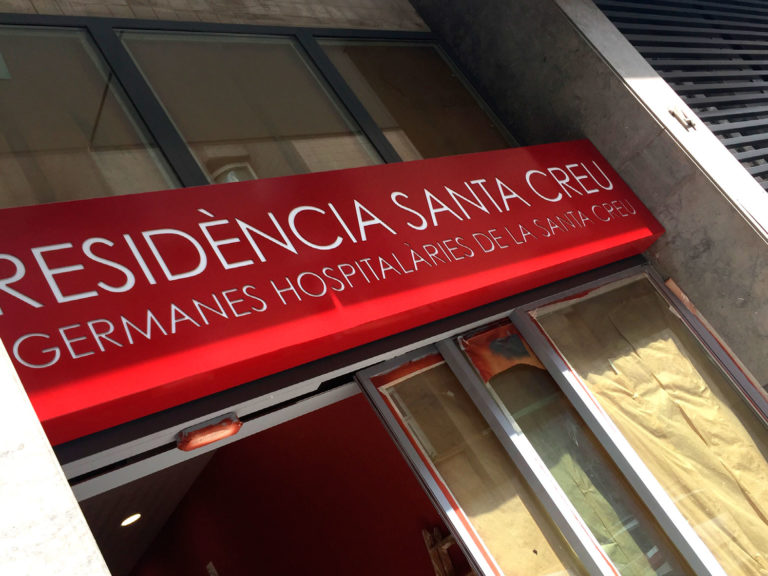 RESIDÈNCIA SANTA CREU
GERMANES HOSPITALÀRIES DE LA SANTA CREU